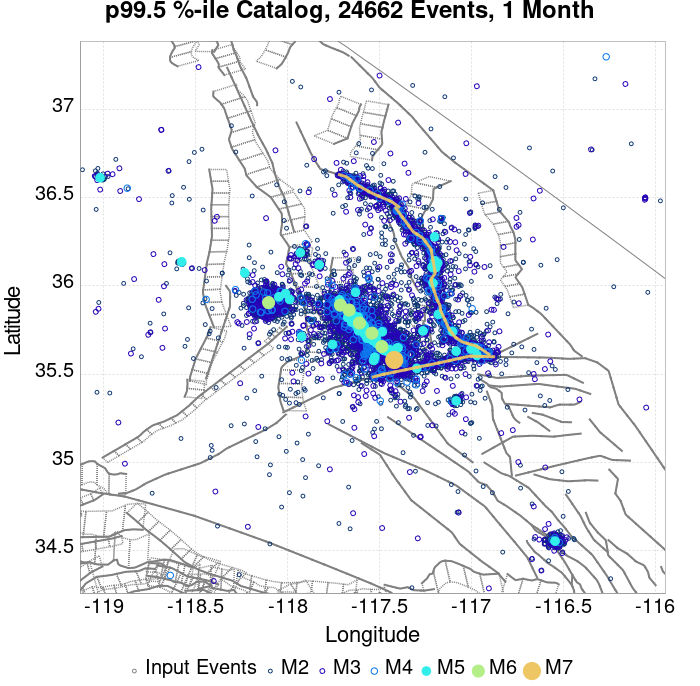 p99.5 %-ile Catalog, 24662 Events, 1 Month
37
36.5
36
35.5
35
34.5
Latitude
-119 -118.5 -118 -117.5 -117 -116.5 -116
Longitude
Input Events M2 M3 M4 M5 M6 M7